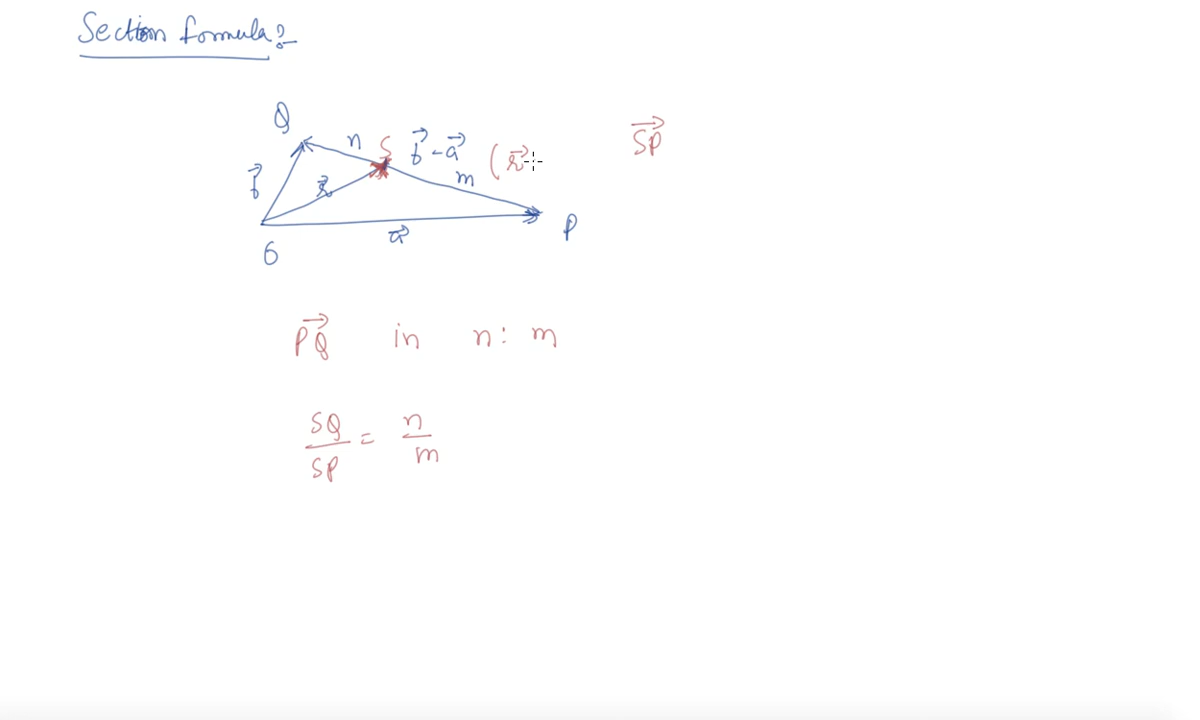 Section formula:-
Q
n S b⃗ - a⃗ (r⃗ -
SP⃗
b⃗ r⃗ m
a⃗ P
O
PQ⃗ in n : m
SQ/SP = n/m